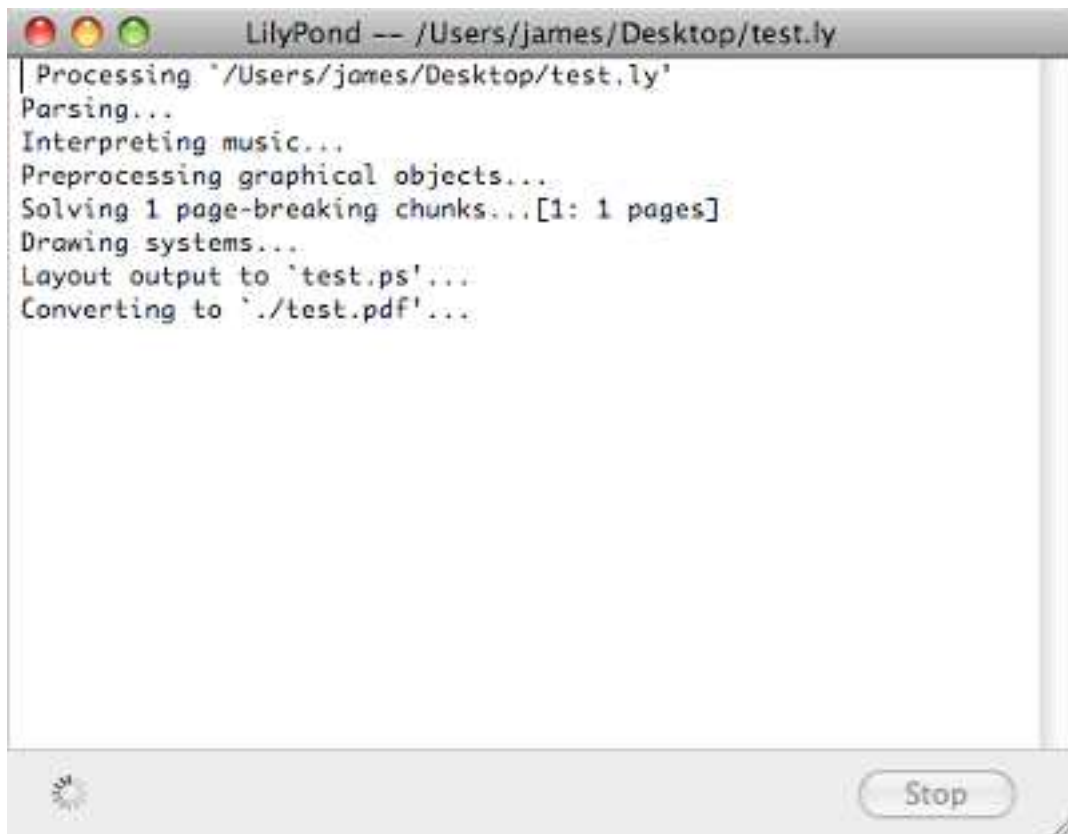 LilyPond -- /Users/james/Desktop/test.ly
Processing `/Users/james/Desktop/test.ly'
Parsing...
Interpreting music...
Preprocessing graphical objects...
Solving 1 page-breaking chunks...[1: 1 pages]
Drawing systems...
Layout output to `test.ps'...
Converting to `./test.pdf'...
Stop